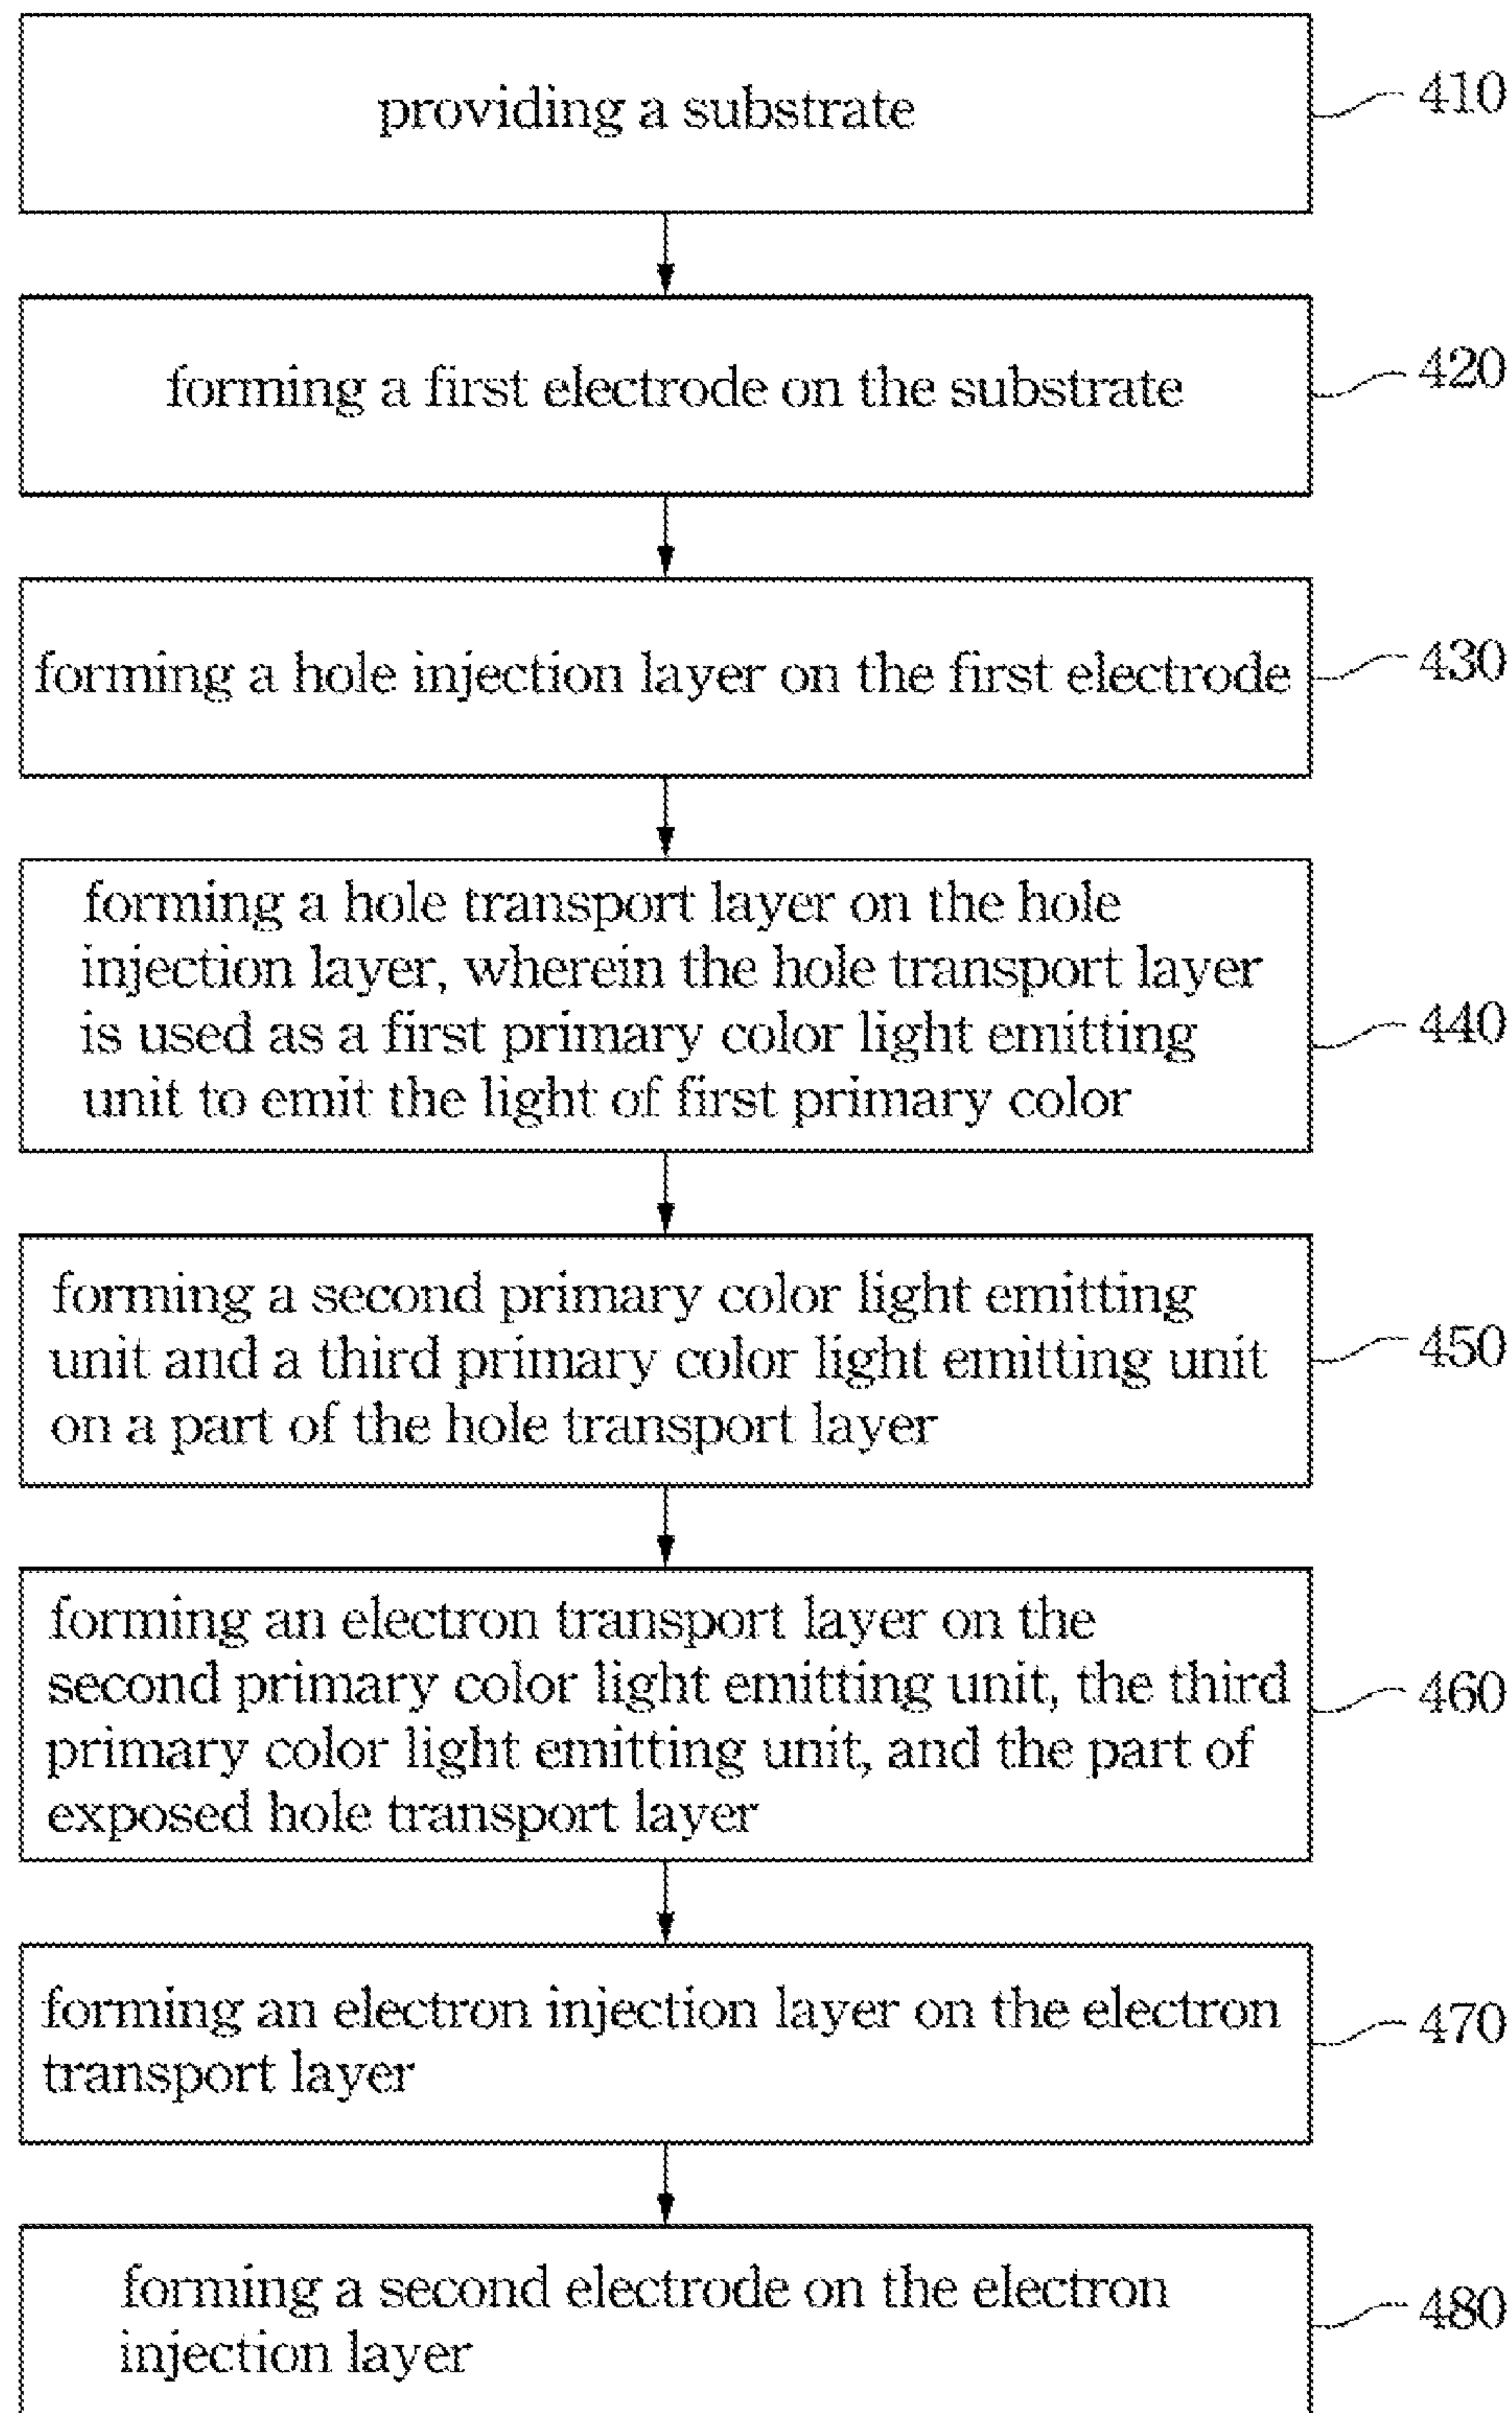 providing a substrate
410
forming a first electrode on the substrate
420
forming a hole injection layer on the first electrode
430
forming a hole transport layer on the hole
injection layer, wherein the hole transport layer
is used as a first primary color light emitting
unit to emit the light of first primary color
440
forming a second primary color light emitting
unit and a third primary color light emitting unit
on a part of the hole transport layer
450
forming an electron transport layer on the
second primary color light emitting unit, the third
primary color light emitting unit, and the part of
exposed hole transport layer
460
forming an electron injection layer on the electron
transport layer
470
forming a second electrode on the electron
injection layer
480